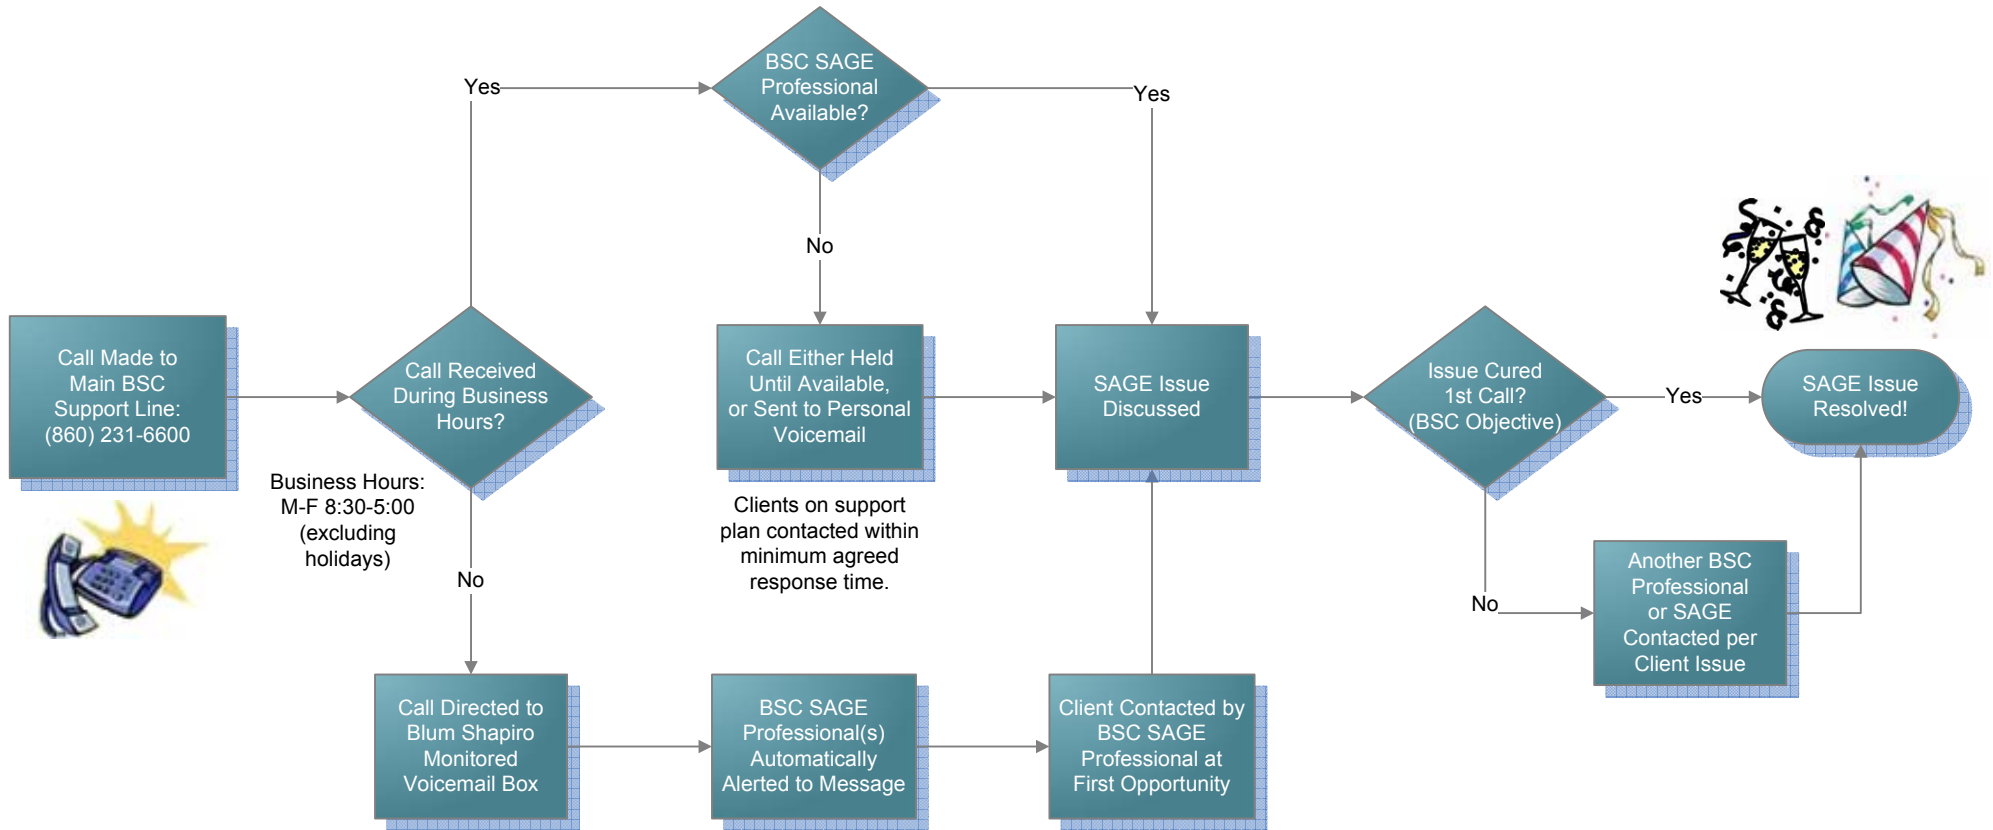 BSC SAGE
Professional
Available?
Yes
Yes
No
Call Made to
Main BSC
Support Line:
(860) 231-6600
Call Received
During Business
Hours?
Business Hours:
M-F 8:30-5:00
(excluding
holidays)
No
Call Either Held
Until Available,
or Sent to Personal
Voicemail
Clients on support
plan contacted within
minimum agreed
response time.
SAGE Issue
Discussed
Issue Cured
1st Call?
(BSC Objective)
Yes
SAGE Issue
Resolved!
No
Another BSC
Professional
or SAGE
Contacted per
Client Issue
Call Directed to
Blum Shapiro
Monitored
Voicemail Box
BSC SAGE
Professional(s)
Automatically
Alerted to Message
Client Contacted by
BSC SAGE
Professional at
First Opportunity